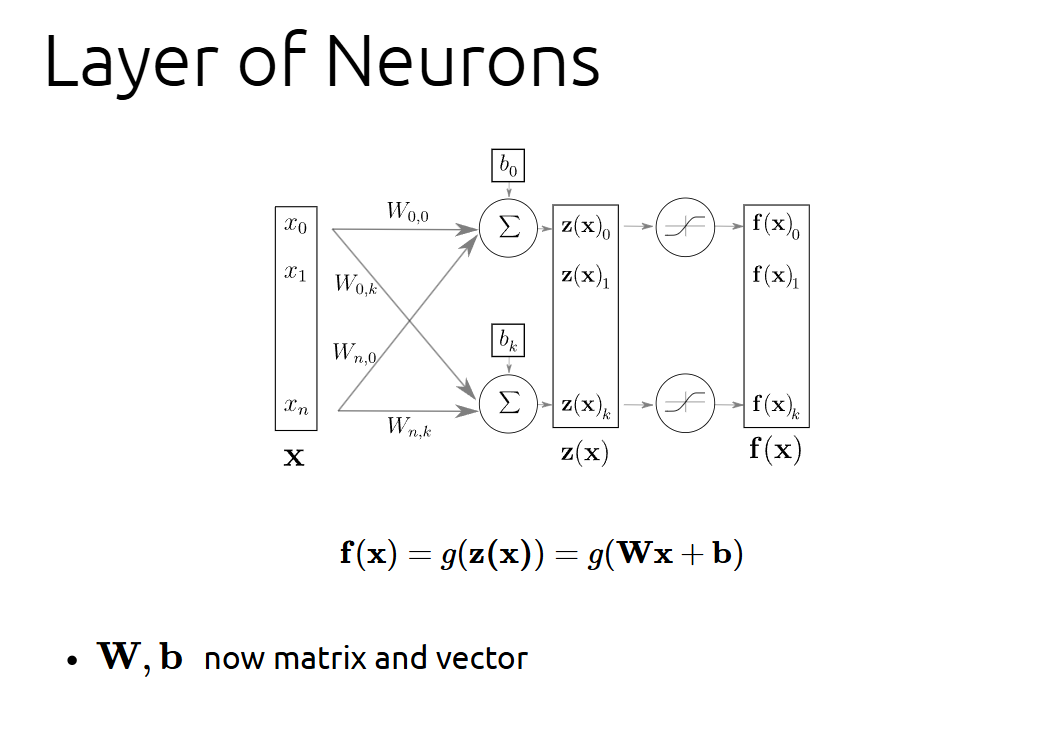 Layer of Neurons
b₀
x₀ W₀,₀ Σ z(x)₀ f(x)₀
x₁ z(x)₁ f(x)₁
W₀,ₖ
bₖ
Wₙ,₀
xₙ Σ z(x)ₖ f(x)ₖ
Wₙ,ₖ
x z(x) f(x)
f(x) = g(z(x)) = g(Wx + b)
• W, b now matrix and vector